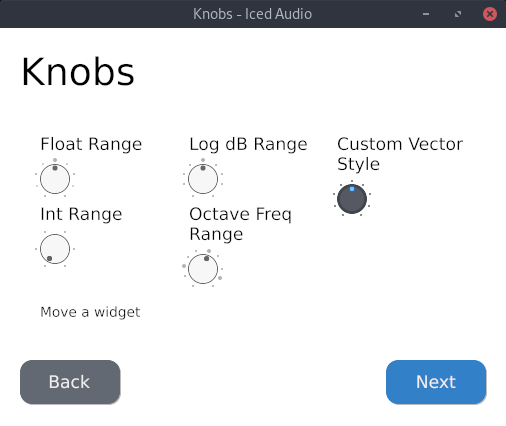 Knobs - Iced Audio
Knobs
Float Range
Int Range
Log dB Range
Octave Freq
Range
Custom Vector
Style
Move a widget
Back
Next